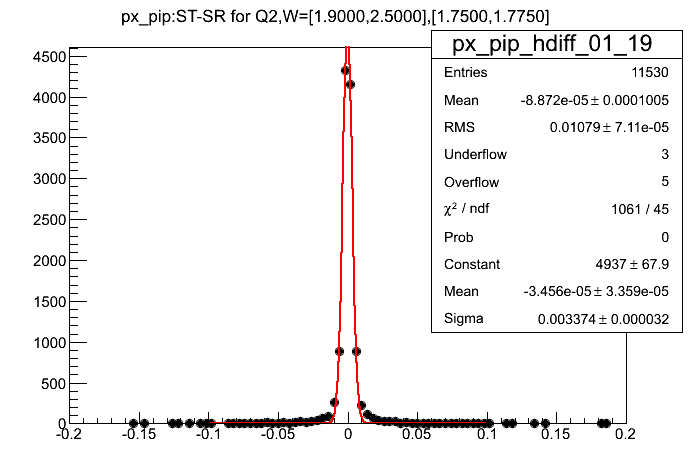 px_pip:ST-SR for Q2,W=[1.9000,2.5000],[1.7500,1.7750]
px_pip_hdiff_01_19
Entries 11530
Mean -8.872e-05 ± 0.0001005
RMS 0.01079 ± 7.11e-05
Underflow 3
Overflow 5
χ² / ndf 1061 / 45
Prob 0
Constant 4937 ± 67.9
Mean -3.456e-05 ± 3.359e-05
Sigma 0.003374 ± 0.000032
4500
4000
3500
3000
2500
2000
1500
1000
500
0
-0.2 -0.15 -0.1 -0.05 0 0.05 0.1 0.15 0.2